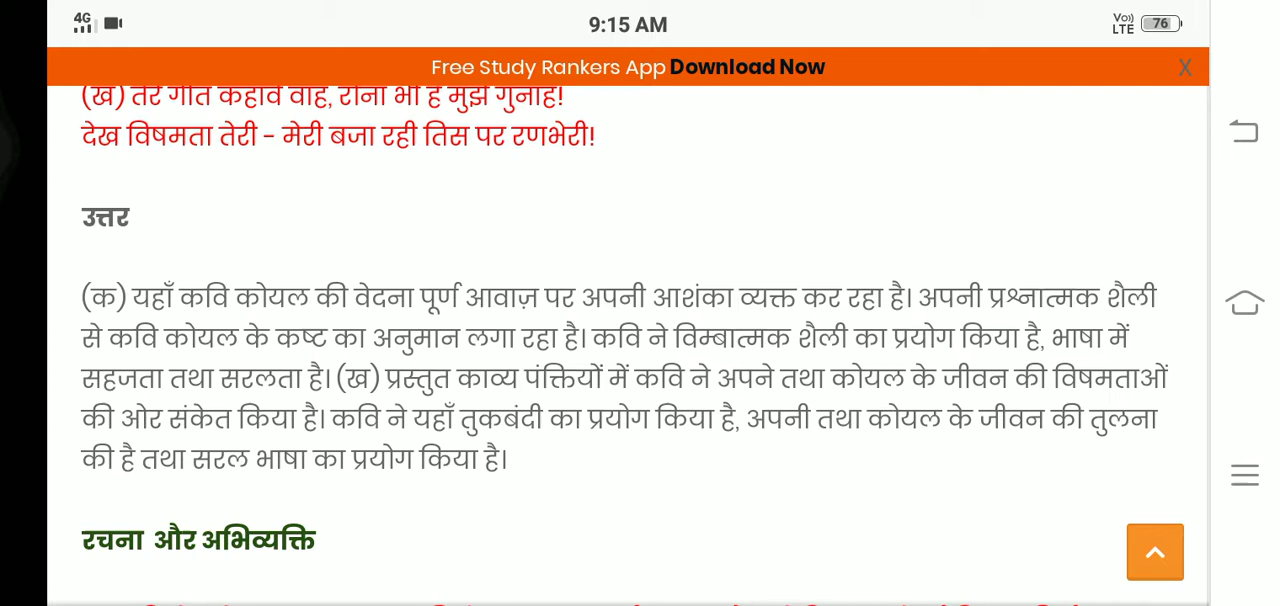 4G
9:15 AM
Vo)) LTE
76
Free Study Rankers App Download Now X
(ख) तेरे गीत कहावें वाह, रोना भी है मुझे गुनाह!
देख विषमता तेरी - मेरी बजा रही तिस पर रणभेरी!
उत्तर
(क) यहाँ कवि कोयल की वेदना पूर्ण आवाज़ पर अपनी आशंका व्यक्त कर रहा है। अपनी प्रश्नात्मक शैली
से कवि कोयल के कष्ट का अनुमान लगा रहा है। कवि ने विम्बात्मक शैली का प्रयोग किया है, भाषा में
सहजता तथा सरलता है। (ख) प्रस्तुत काव्य पंक्तियों में कवि ने अपने तथा कोयल के जीवन की विषमताओं
की ओर संकेत किया है। कवि ने यहाँ तुकबंदी का प्रयोग किया है, अपनी तथा कोयल के जीवन की तुलना
की है तथा सरल भाषा का प्रयोग किया है।
रचना और अभिव्यक्ति